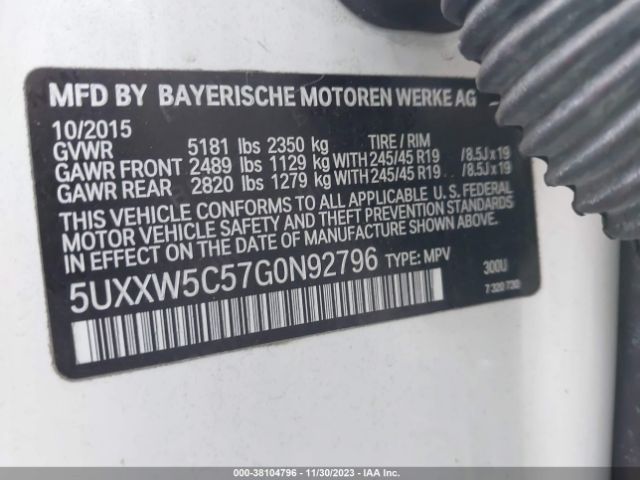 MFD BY BAYERISCHE MOTOREN WERKE AG
10/2015
GVWR 5181 lbs 2350 kg TIRE / RIM
GAWR FRONT 2489 lbs 1129 kg WITH 245/45 R19 /8.5J x 19
GAWR REAR 2820 lbs 1279 kg WITH 245/45 R19 /8.5J x 19
THIS VEHICLE CONFORMS TO ALL APPLICABLE U.S. FEDERAL
MOTOR VEHICLE SAFETY AND THEFT PREVENTION STANDARDS
IN EFFECT ON THE DATE OF MANUFACTURE SHOWN ABOVE.
5UXXW5C57G0N92796 TYPE: MPV 300U
7 320 730
000-38104796 - 11/30/2023 - IAA Inc.